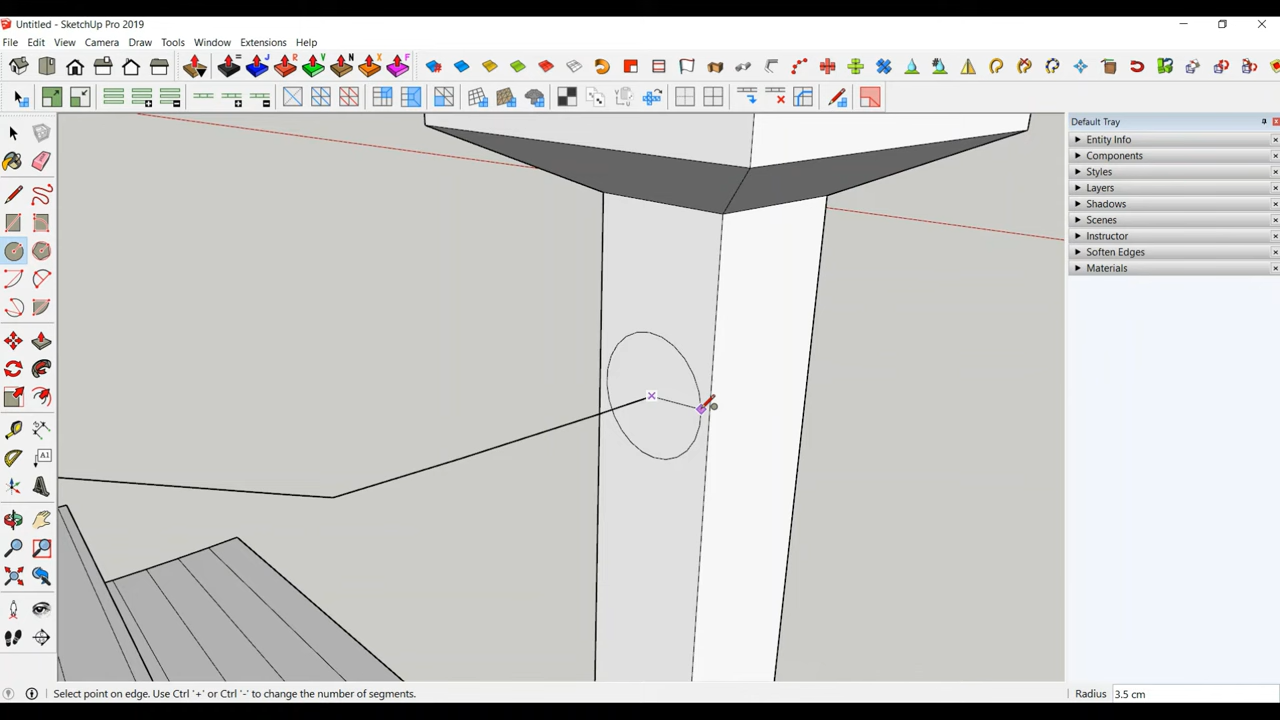 Untitled - SketchUp Pro 2019
File Edit View Camera Draw Tools Window Extensions Help
Default Tray
Entity Info
Components
Styles
Layers
Shadows
Scenes
Instructor
Soften Edges
Materials
Select point on edge. Use Ctrl '+' or Ctrl '-' to change the number of segments.
Radius 3.5 cm